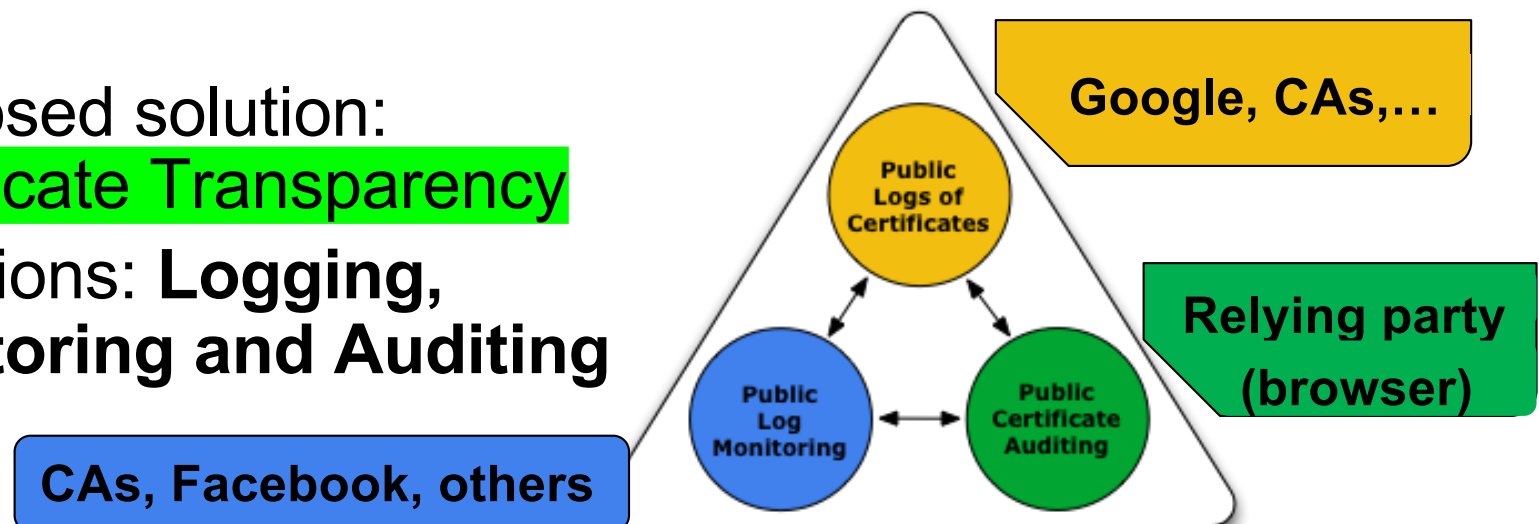 osed solution:
cate Transparency
ions: Logging,
toring and Auditing
CAs, Facebook, others
Public
Logs of
Certificates
Public
Log
Monitoring
Public
Certificate
Auditing
Google, CAs,...
Relying party
(browser)